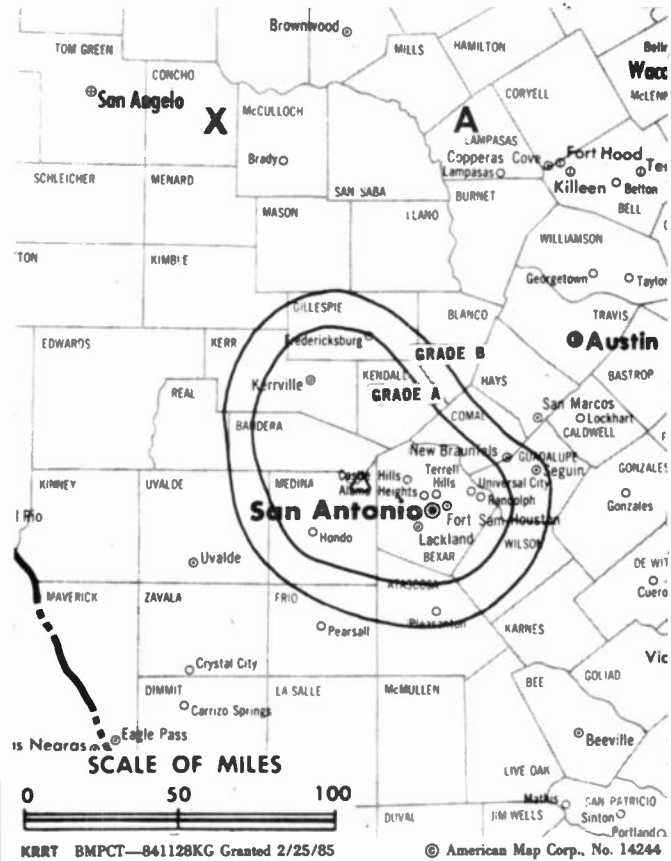 Brownwood
TOM GREEN
MILLS
HAMILTON
CONCHO
San Angelo
CORYELL
X
McCULLOCH
A
LAMPASAS
Brady
Copperas Cove
Fort Hood
Lampasas
SCHLEICHER
MENARD
Killeen
Belton
SAN SABA
BURNET
BELL
MASON
LLANO
WILLIAMSON
KIMBLE
Georgetown
GILLESPIE
BLANCO
TRAVIS
EDWARDS
KERR
Fredericksburg
GRADE B
Austin
KENDALL
HAYS
BASTROP
Kerrville
REAL
GRADE A
San Marcos
COMAL
Lockhart
BANDERA
CALDWELL
New Braunfels
GUADALUPE
KINNEY
UVALDE
MEDINA
Castle Hills
Terrell Hills
Universal City
Seguin
GONZALES
Alamo Heights
Randolph
San Antonio
Fort Sam Houston
Gonzales
Hondo
Lackland
WILSON
Uvalde
BEXAR
MAVERICK
ZAVALA
FRIO
ATASCOSA
Cuero
Pearsall
Pleasanton
KARNES
Crystal City
DIMMIT
LA SALLE
McMULLEN
BEE
GOLIAD
Carrizo Springs
Eagle Pass
Beeville
SCALE OF MILES
LIVE OAK
0 50 100
Mathis
SAN PATRICIO
Sinton
DUVAL
JIM WELLS
Portland
KRRT BMPCT—841128KG Granted 2/25/85
© American Map Corp., No. 14244